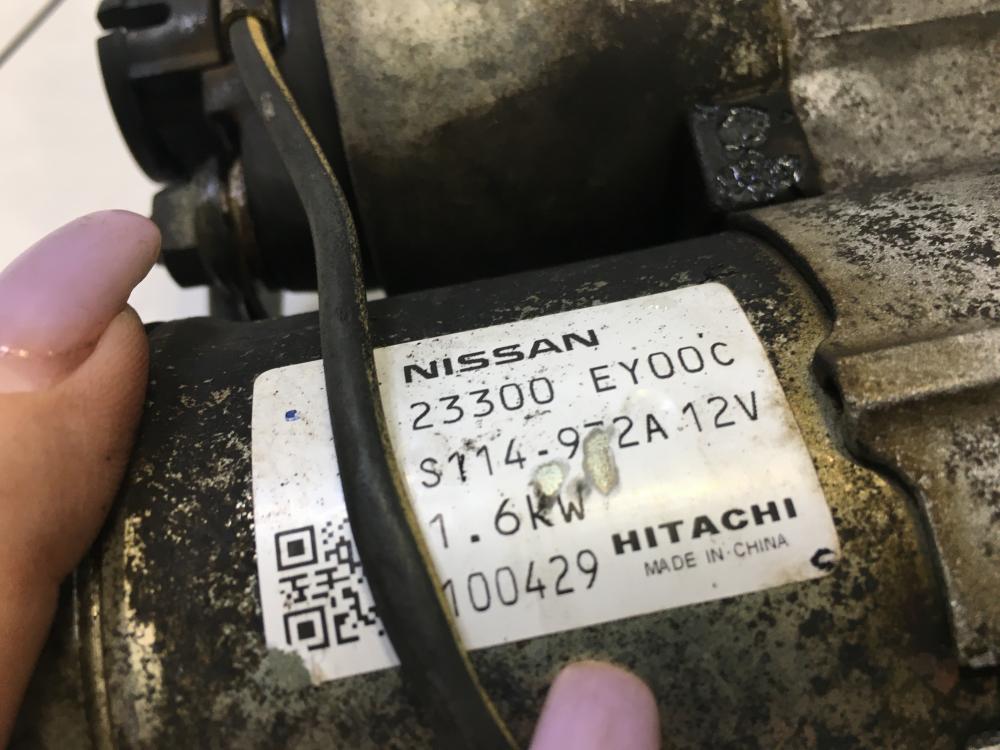 NISSAN
23300 EY00C
12V
1.6kW
HITACHI
100429
MADE IN CHINA